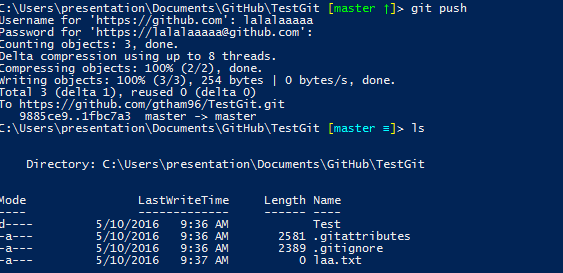 C:\Users\presentation\Documents\GitHub\TestGit [master ↑]> git push
Username for 'https://github.com': lalalaaaaa
Password for 'https://lalalaaaaa@github.com':
Counting objects: 3, done.
Delta compression using up to 8 threads.
Compressing objects: 100% (2/2), done.
Writing objects: 100% (3/3), 254 bytes | 0 bytes/s, done.
Total 3 (delta 1), reused 0 (delta 0)
To https://github.com/gtham96/TestGit.git
9885ce9..1fbc7a3 master -> master
C:\Users\presentation\Documents\GitHub\TestGit [master ≡]> ls
Directory: C:\Users\presentation\Documents\GitHub\TestGit
Mode LastWriteTime Length Name
---- ------------- ------ ----
d---- 5/10/2016 9:36 AM Test
-a--- 5/10/2016 9:36 AM 2581 .gitattributes
-a--- 5/10/2016 9:36 AM 2389 .gitignore
-a--- 5/10/2016 9:37 AM 0 laa.txt